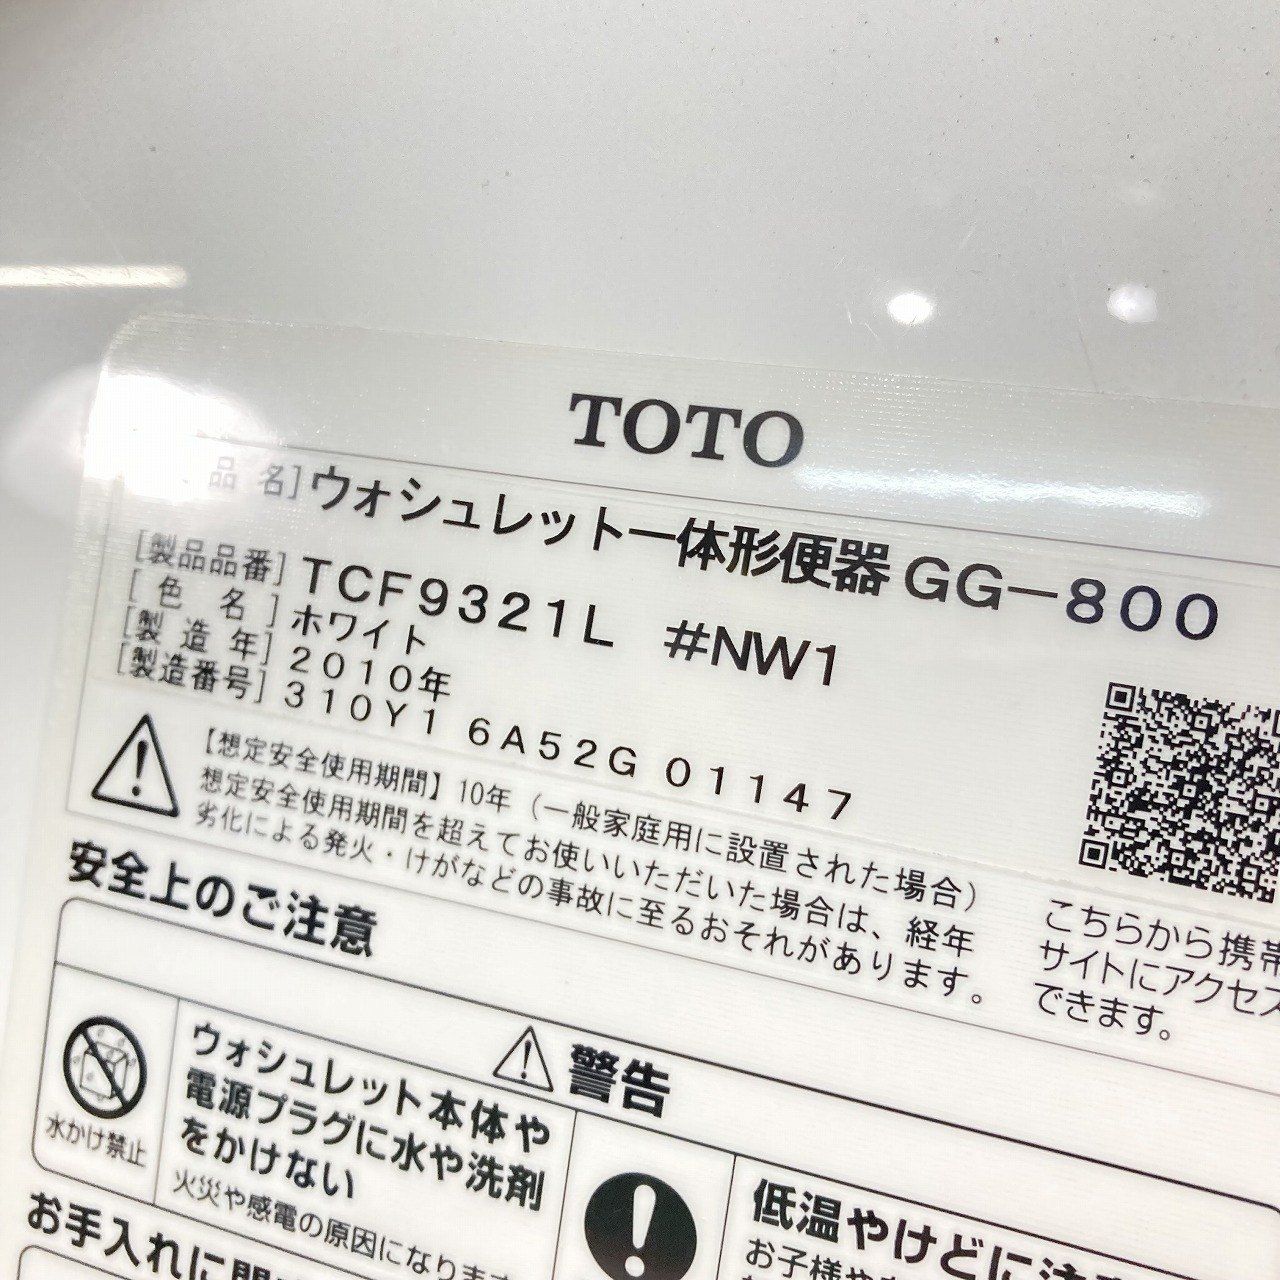 TOTO
品 名]ウォシュレット一体形便器 GG-800
[製品品番] TCF9321L #NW1
[色 名] ホワイト
[製 造 年] 2010年
[製造番号] 310Y1 6A52G 01147
【想定安全使用期間】10年（一般家庭用に設置された場合）
想定安全使用期間を超えてお使いいただいた場合は、経年
劣化による発火・けがなどの事故に至るおそれがあります。
こちらから携帯
サイトにアクセス
できます。
安全上のご注意
警告
水かけ禁止
ウォシュレット本体や
電源プラグに水や洗剤
をかけない
火災や感電の原因になります
低温やけどに注
お子様や
お手入れに